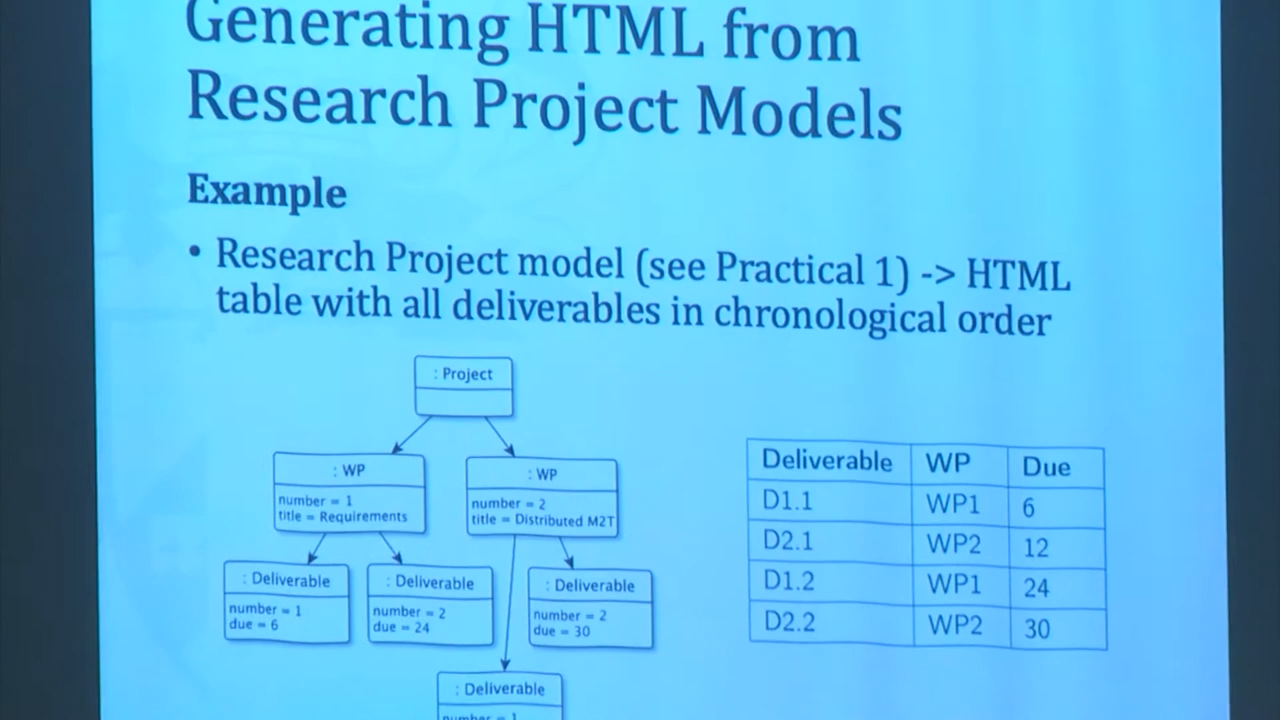 Generating HTML from
Research Project Models
Example
• Research Project model (see Practical 1) -> HTML
table with all deliverables in chronological order
: Project
: WP
number = 1
title = Requirements
: WP
number = 2
title = Distributed M2T
: Deliverable
number = 1
due = 6
: Deliverable
number = 2
due = 24
: Deliverable
number = 2
due = 30
: Deliverable
number = 1
Deliverable WP Due
D1.1 WP1 6
D2.1 WP2 12
D1.2 WP1 24
D2.2 WP2 30